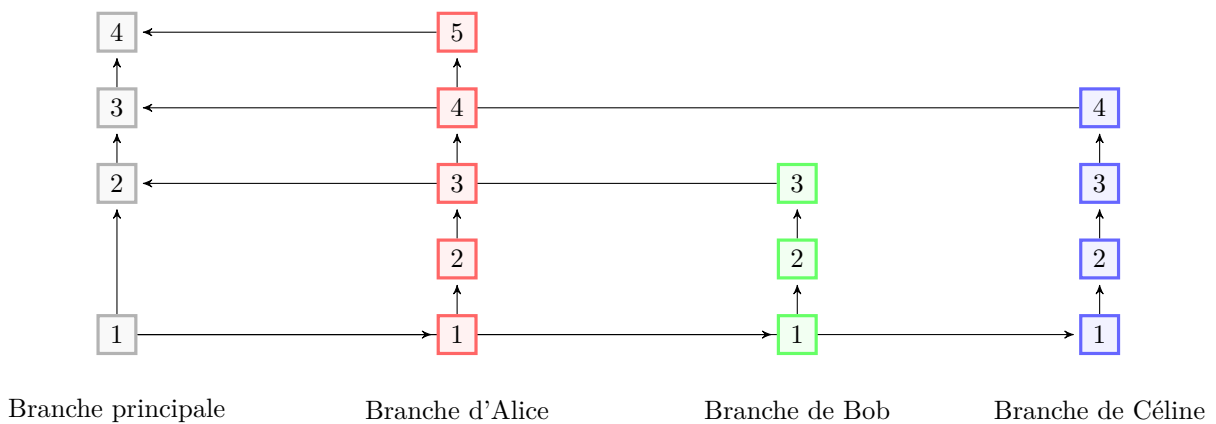 4 5
3 4 4
2 3 3 3
2 2 2
1 1 1 1
Branche principale Branche d'Alice Branche de Bob Branche de Céline